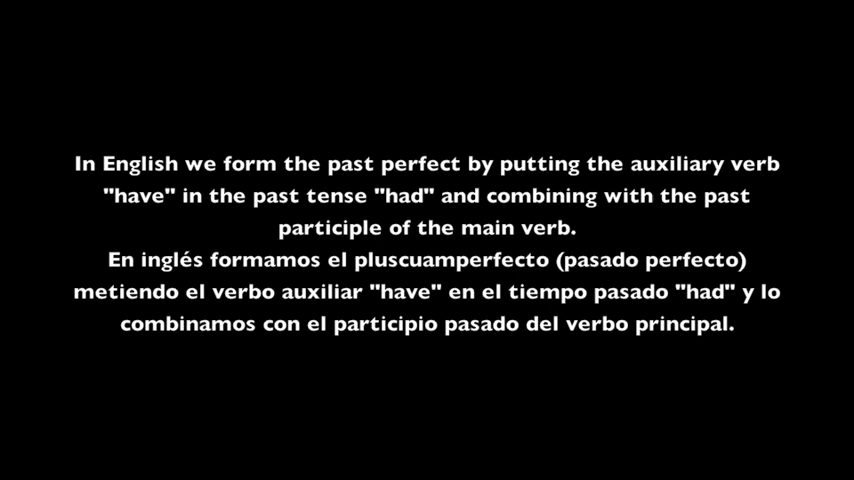 In English we form the past perfect by putting the auxiliary verb
"have" in the past tense "had" and combining with the past
participle of the main verb.
En inglés formamos el pluscuamperfecto (pasado perfecto)
metiendo el verbo auxiliar "have" en el tiempo pasado "had" y lo
combinamos con el participio pasado del verbo principal.